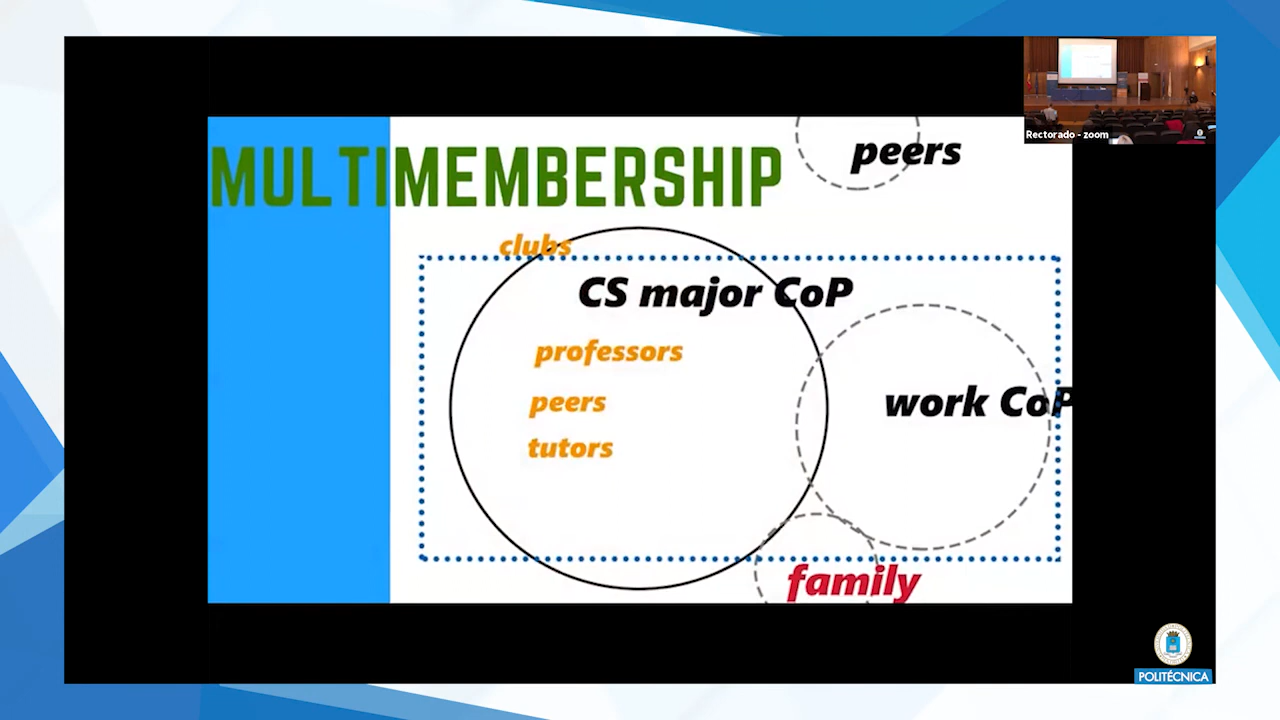 Rectorado - zoom
MULTIMEMBERSHIP
peers
clubs
CS major CoP
professors
peers
tutors
work CoP
family
POLITÉCNICA